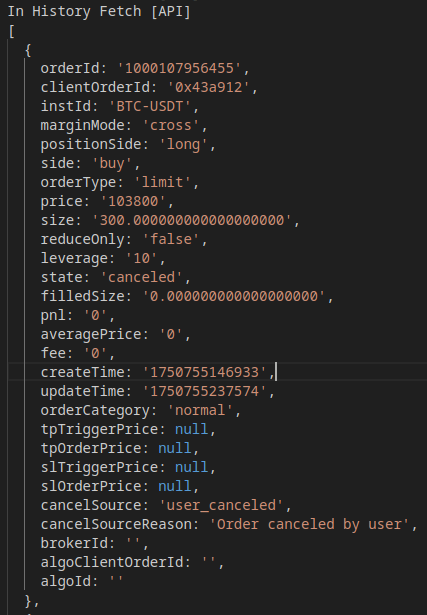 In History Fetch [API]
[
{
orderId: '1000107956455',
clientOrderId: '0x43a912',
instId: 'BTC-USDT',
marginMode: 'cross',
positionSide: 'long',
side: 'buy',
orderType: 'limit',
price: '103800',
size: '300.000000000000000000',
reduceOnly: 'false',
leverage: '10',
state: 'canceled',
filledSize: '0.000000000000000000',
pnl: '0',
averagePrice: '0',
fee: '0',
createTime: '1750755146933',
updateTime: '1750755237574',
orderCategory: 'normal',
tpTriggerPrice: null,
tpOrderPrice: null,
slTriggerPrice: null,
slOrderPrice: null,
cancelSource: 'user_canceled',
cancelSourceReason: 'Order canceled by user',
brokerId: '',
algoClientOrderId: '',
algoId: ''
},